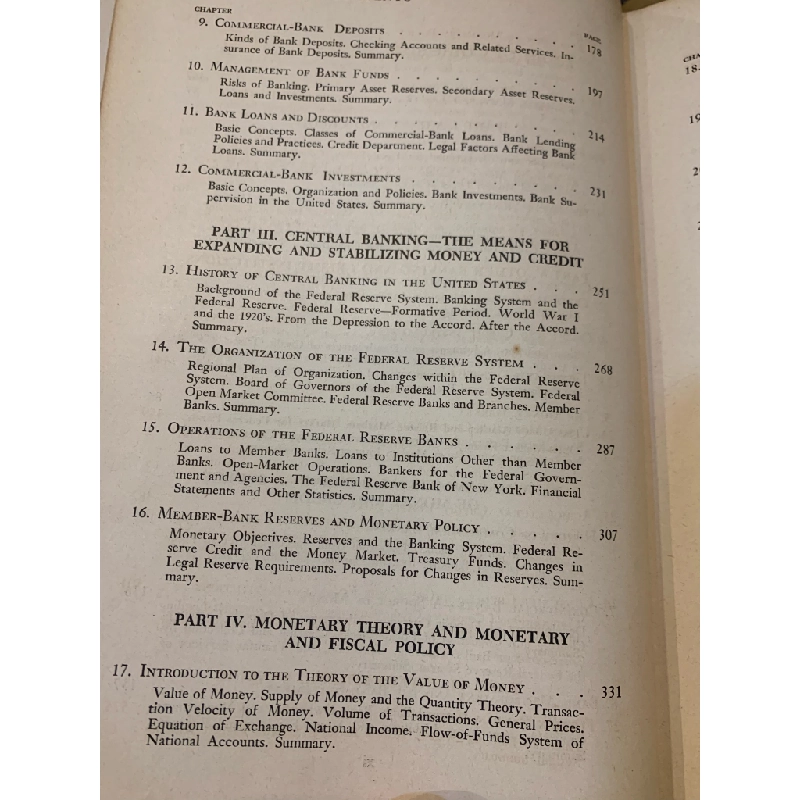 CHAPTER PAGE
9. COMMERCIAL-BANK DEPOSITS . . . . . . . . . . 178
Kinds of Bank Deposits. Checking Accounts and Related Services. In-
surance of Bank Deposits. Summary.
10. MANAGEMENT OF BANK FUNDS . . . . . . . . . . 197
Risks of Banking. Primary Asset Reserves. Secondary Asset Reserves.
Loans and Investments. Summary.
11. BANK LOANS AND DISCOUNTS . . . . . . . . . . 214
Basic Concepts. Classes of Commercial-Bank Loans. Bank Lending
Policies and Practices. Credit Department. Legal Factors Affecting Bank
Loans. Summary.
12. COMMERCIAL-BANK INVESTMENTS . . . . . . . . . 231
Basic Concepts. Organization and Policies. Bank Investments. Bank Su-
pervision in the United States. Summary.
PART III. CENTRAL BANKING—THE MEANS FOR
EXPANDING AND STABILIZING MONEY AND CREDIT
13. HISTORY OF CENTRAL BANKING IN THE UNITED STATES . . . 251
Background of the Federal Reserve System. Banking System and the
Federal Reserve. Federal Reserve—Formative Period. World War I
and the 1920's. From the Depression to the Accord. After the Accord.
Summary.
14. THE ORGANIZATION OF THE FEDERAL RESERVE SYSTEM . . . 268
Regional Plan of Organization. Changes within the Federal Reserve
System. Board of Governors of the Federal Reserve System. Federal
Open Market Committee. Federal Reserve Banks and Branches. Member
Banks. Summary.
15. OPERATIONS OF THE FEDERAL RESERVE BANKS . . . . . . 287
Loans to Member Banks. Loans to Institutions Other than Member
Banks. Open-Market Operations. Bankers for the Federal Govern-
ment and Agencies. The Federal Reserve Bank of New York. Financial
Statements and Other Statistics. Summary.
16. MEMBER-BANK RESERVES AND MONETARY POLICY . . . . . 307
Monetary Objectives. Reserves and the Banking System. Federal Re-
serve Credit and the Money Market. Treasury Funds. Changes in
Legal Reserve Requirements. Proposals for Changes in Reserves. Sum-
mary.
PART IV. MONETARY THEORY AND MONETARY
AND FISCAL POLICY
17. INTRODUCTION TO THE THEORY OF THE VALUE OF MONEY . . . 331
Value of Money. Supply of Money and the Quantity Theory. Transac-
tion Velocity of Money. Volume of Transactions. General Prices.
Equation of Exchange. National Income. Flow-of-Funds System of
National Accounts. Summary.